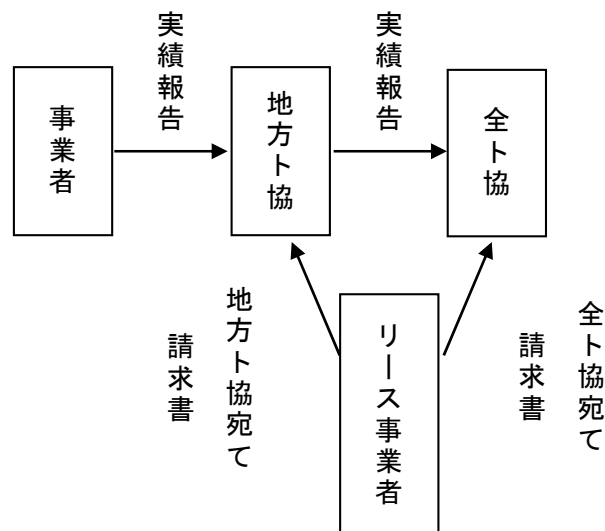 事業者
実績報告
地方ト協
実績報告
全ト協
地方ト協宛て
請求書
リース事業者
全ト協宛て
請求書